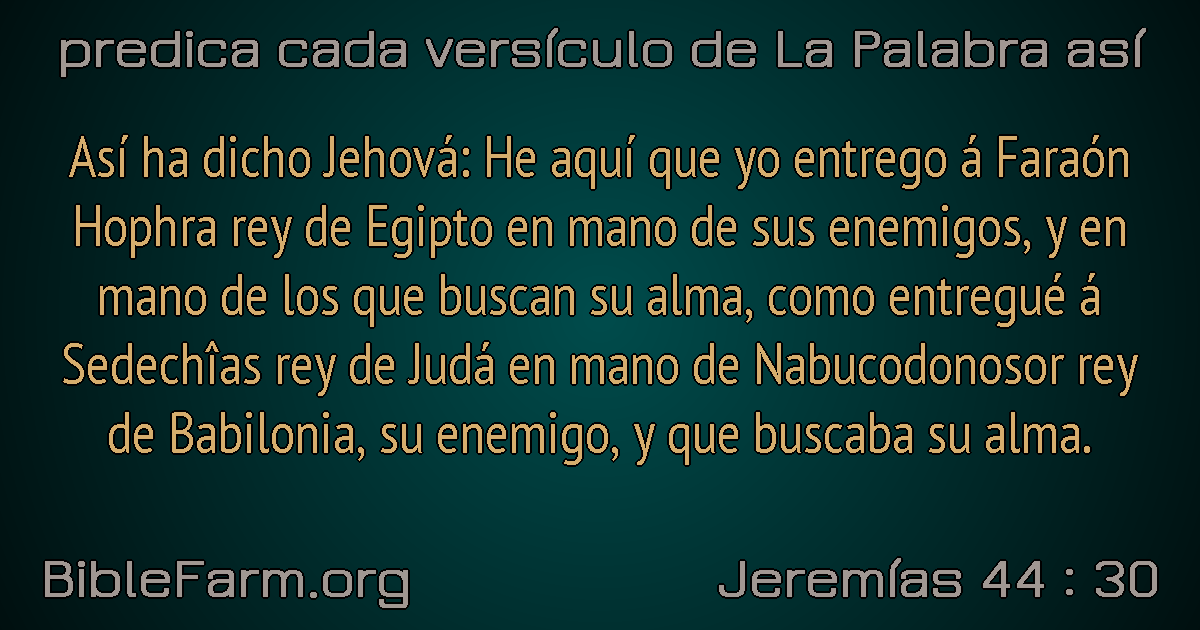 predica cada versículo de La Palabra así
Así ha dicho Jehová: He aquí que yo entrego á Faraón
Hophra rey de Egipto en mano de sus enemigos, y en
mano de los que buscan su alma, como entregué á
Sedechîas rey de Judá en mano de Nabucodonosor rey
de Babilonia, su enemigo, y que buscaba su alma.
BibleFarm.org
Jeremías 44 : 30